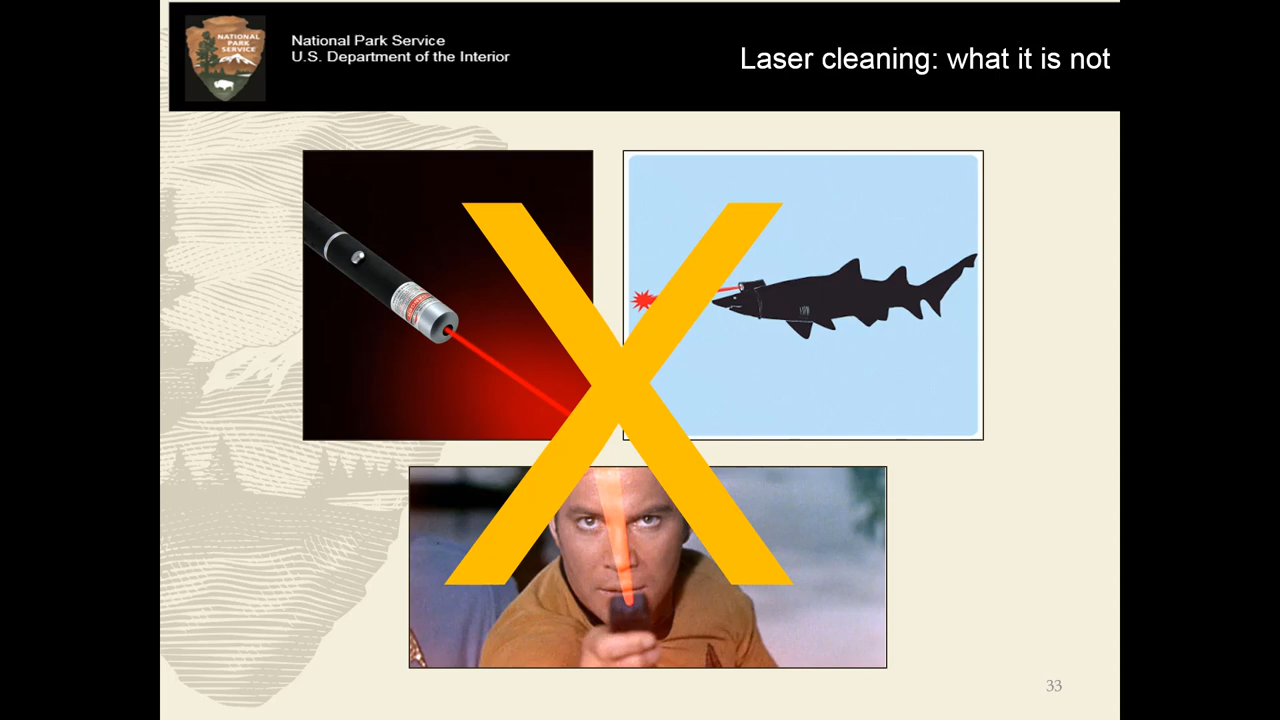 NATIONAL
PARK
SERVICE
National Park Service
U.S. Department of the Interior
Laser cleaning: what it is not
33